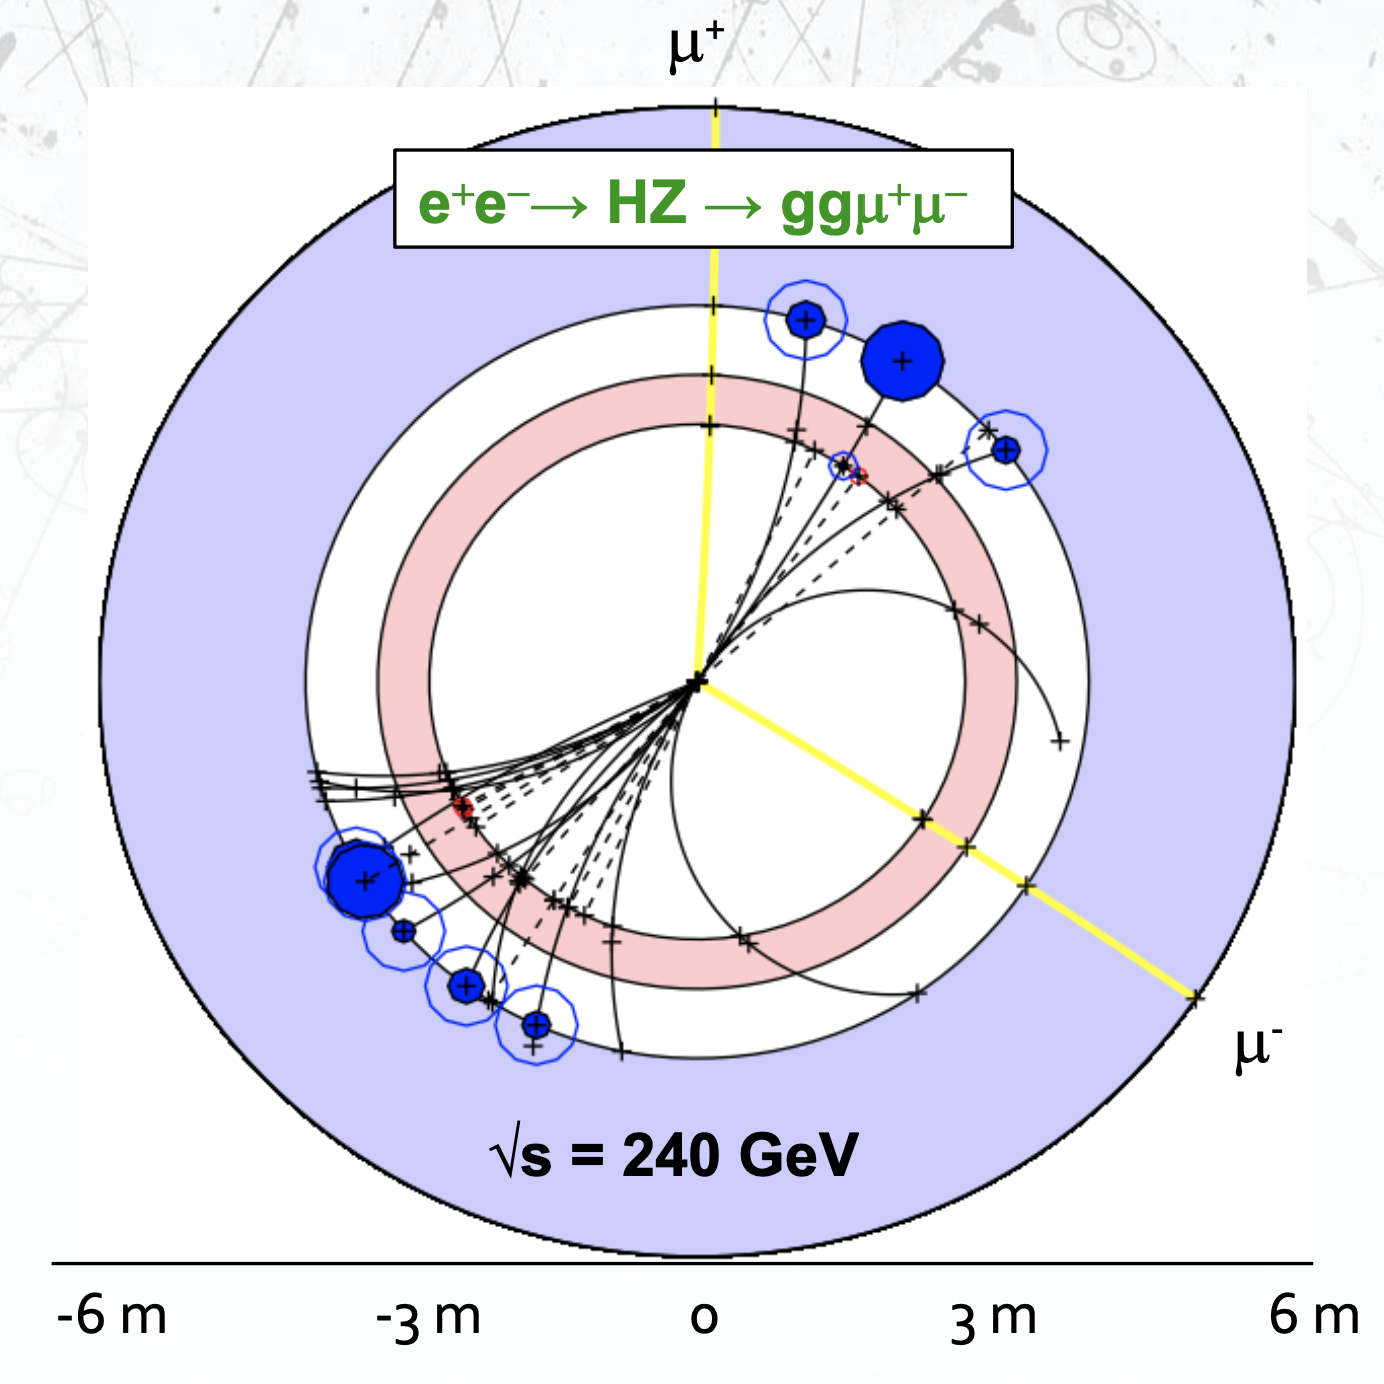 μ⁺
e⁺e⁻→ HZ → ggμ⁺μ⁻
μ⁻
√s = 240 GeV
-6 m -3 m 0 3 m 6 m